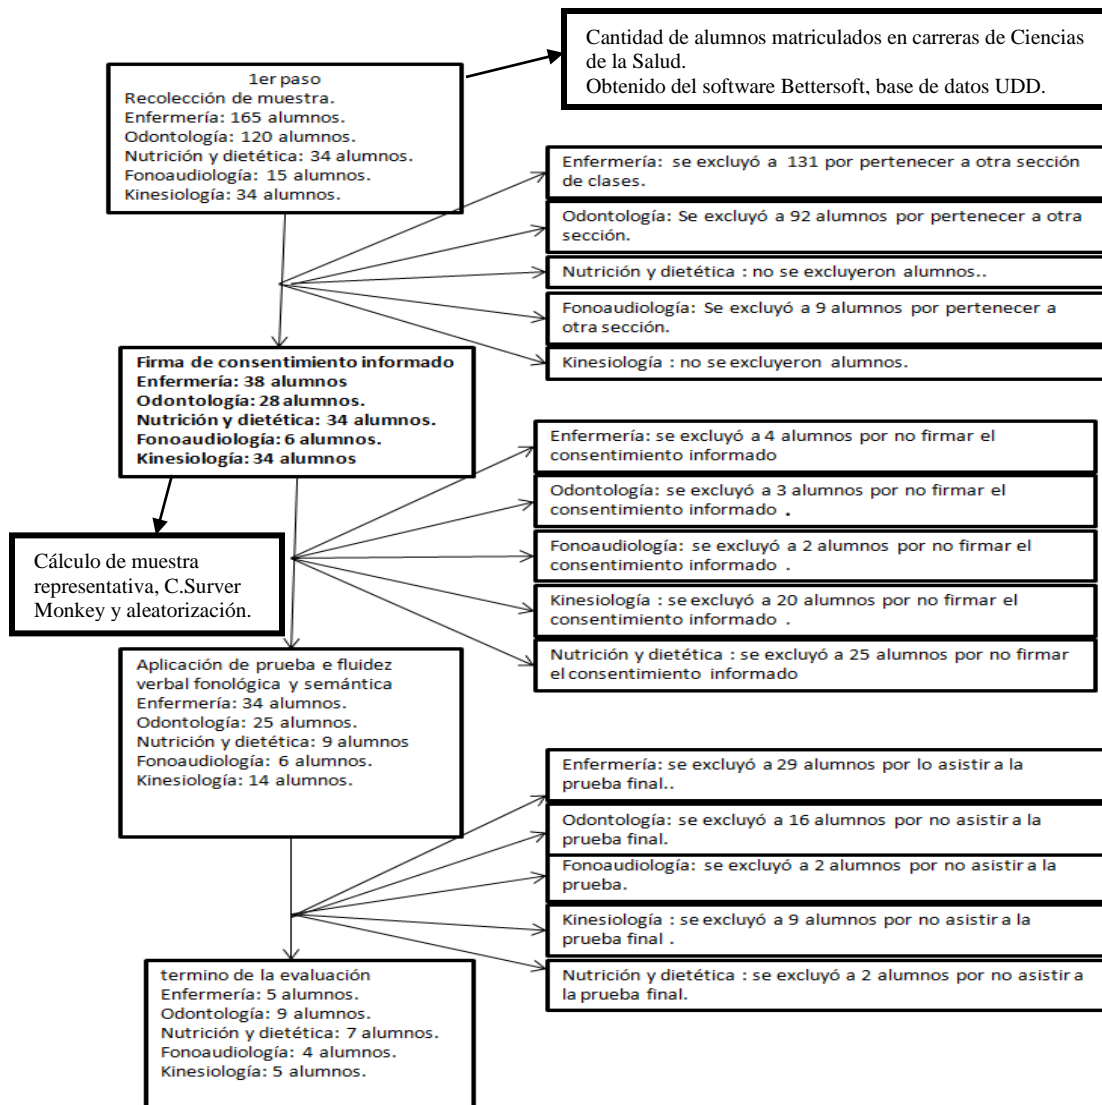 Cantidad de alumnos matriculados en carreras de Ciencias
de la Salud.
Obtenido del software Bettersoft, base de datos UDD.
1er paso
Recolección de muestra.
Enfermería: 165 alumnos.
Odontología: 120 alumnos.
Nutrición y dietética: 34 alumnos.
Fonoaudiología: 15 alumnos.
Kinesiología: 34 alumnos.
Enfermería: se excluyó a 131 por pertenecer a otra sección
de clases.
Odontología: Se excluyó a 92 alumnos por pertenecer a otra
sección.
Nutrición y dietética : no se excluyeron alumnos..
Fonoaudiología: Se excluyó a 9 alumnos por pertenecer a
otra sección.
Kinesiología : no se excluyeron alumnos.
Firma de consentimiento informado
Enfermería: 38 alumnos
Odontología: 28 alumnos.
Nutrición y dietética: 34 alumnos.
Fonoaudiología: 6 alumnos.
Kinesiología: 34 alumnos
Enfermería: se excluyó a 4 alumnos por no firmar el
consentimiento informado
Odontología: se excluyó a 3 alumnos por no firmar el
consentimiento informado .
Fonoaudiología: se excluyó a 2 alumnos por no firmar el
consentimiento informado .
Kinesiología : se excluyó a 20 alumnos por no firmar el
consentimiento informado .
Nutrición y dietética : se excluyó a 25 alumnos por no firmar
el consentimiento informado
Cálculo de muestra
representativa, C.Surver
Monkey y aleatorización.
Aplicación de prueba e fluidez
verbal fonológica y semántica
Enfermería: 34 alumnos.
Odontología: 25 alumnos.
Nutrición y dietética: 9 alumnos
Fonoaudiología: 6 alumnos.
Kinesiología: 14 alumnos.
Enfermería: se excluyó a 29 alumnos por lo asistir a la
prueba final..
Odontología: se excluyó a 16 alumnos por no asistir a la
prueba final.
Fonoaudiología: se excluyó a 2 alumnos por no asistir a la
prueba.
Kinesiología : se excluyó a 9 alumnos por no asistir a la
prueba final .
Nutrición y dietética : se excluyó a 2 alumnos por no asistir a
la prueba final.
termino de la evaluación
Enfermería: 5 alumnos.
Odontología: 9 alumnos.
Nutrición y dietética: 7 alumnos.
Fonoaudiología: 4 alumnos.
Kinesiología: 5 alumnos.